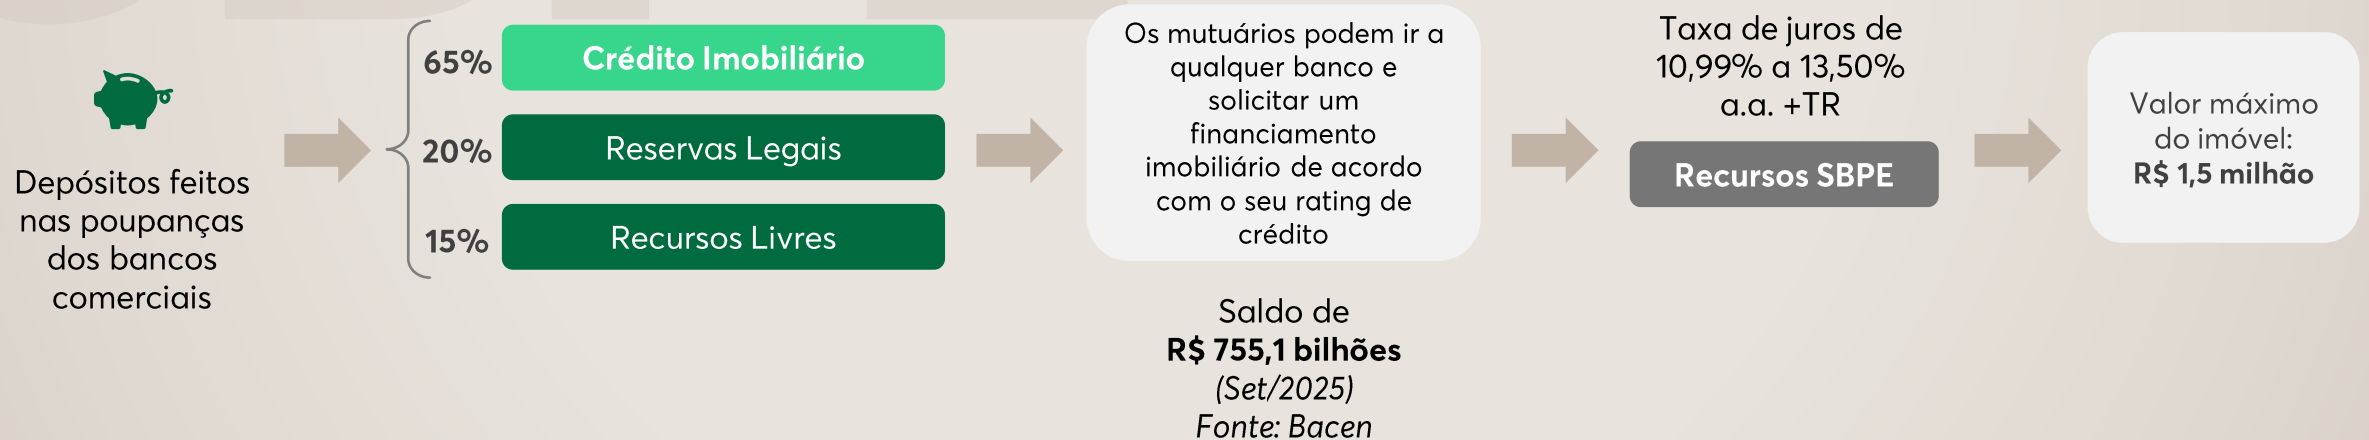 Depósitos feitos
nas poupanças
dos bancos
comerciais
65%
Crédito Imobiliário
20%
Reservas Legais
15%
Recursos Livres
Os mutuários podem ir a
qualquer banco e
solicitar um
financiamento
imobiliário de acordo
com o seu rating de
crédito
Saldo de
R$ 755,1 bilhões
(Set/2025)
Fonte: Bacen
Taxa de juros de
10,99% a 13,50%
a.a. +TR
Recursos SBPE
Valor máximo
do imóvel:
R$ 1,5 milhão